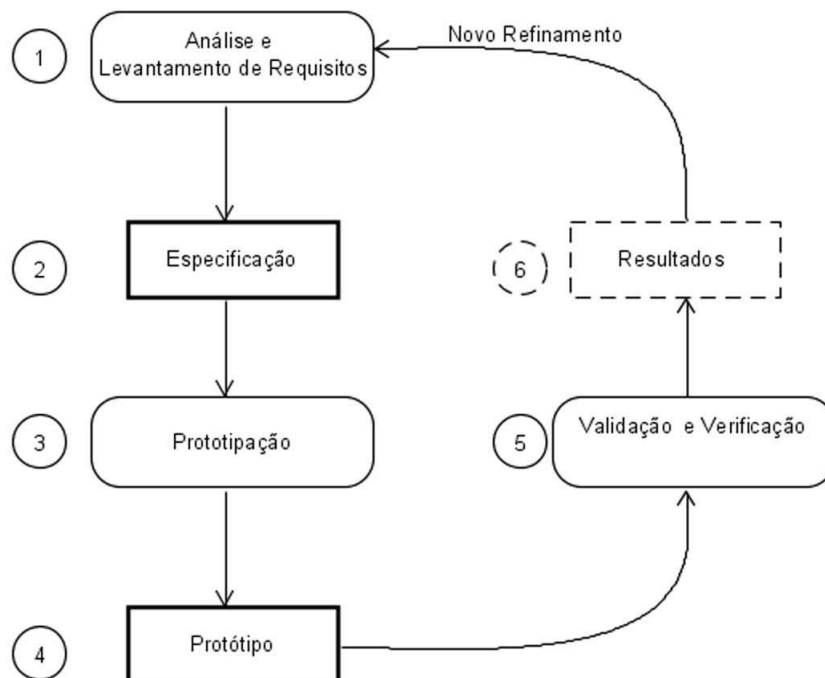 1
Análise e
Levantamento de Requisitos
Novo Refinamento
2
Especificação
6
Resultados
3
Prototipação
5
Validação e Verificação
4
Protótipo